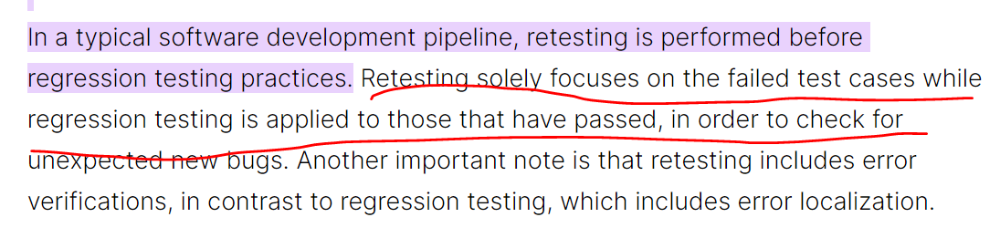 In a typical software development pipeline, retesting is performed before
regression testing practices. Retesting solely focuses on the failed test cases while
regression testing is applied to those that have passed, in order to check for
unexpected new bugs. Another important note is that retesting includes error
verifications, in contrast to regression testing, which includes error localization.